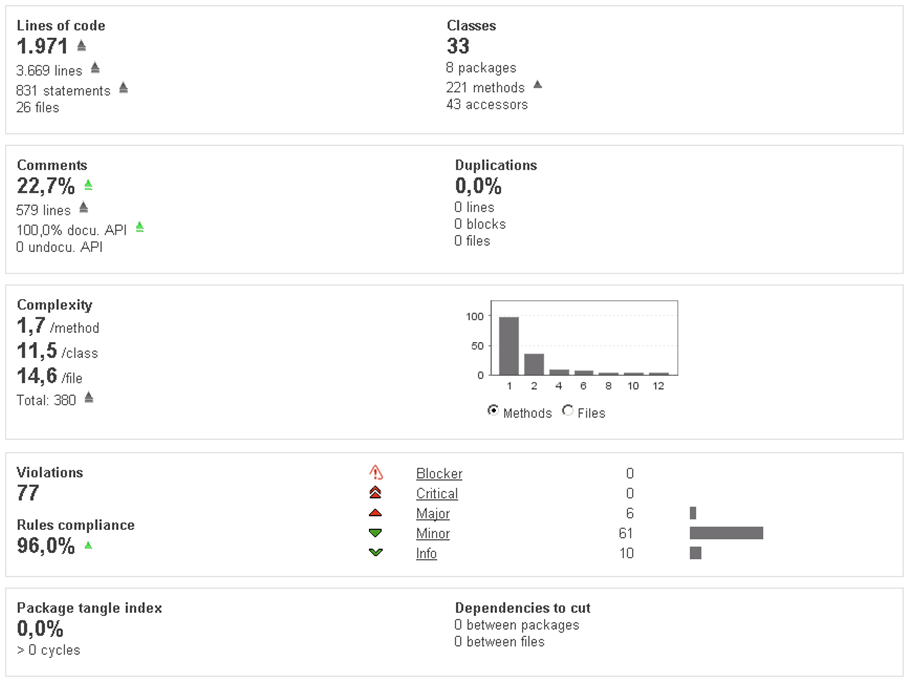 Lines of code
1.971
3.669 lines
831 statements
26 files
Classes
33
8 packages
221 methods
43 accessors
Comments
22,7%
579 lines
100,0% docu. API
0 undocu. API
Duplications
0,0%
0 lines
0 blocks
0 files
Complexity
1,7 /method
11,5 /class
14,6 /file
Total: 380
100
50
0
1 2 4 6 8 10 12
Methods Files
Violations
77
Rules compliance
96,0%
Blocker 0
Critical 0
Major 6
Minor 61
Info 10
Package tangle index
0,0%
> 0 cycles
Dependencies to cut
0 between packages
0 between files